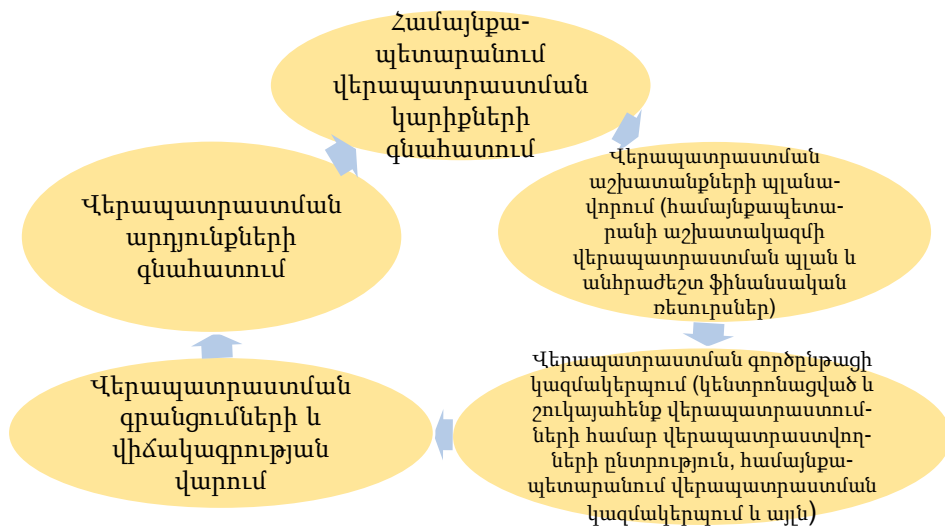 Համայնքա-
պետարանում
վերապատրաստման
կարիքների
գնահատում
Վերապատրաստման
աշխատանքների պլանա-
վորում (համայնքապետա-
րանի աշխատակազմի
վերապատրաստման պլան և
անհրաժեշտ ֆինանսական
ռեսուրսներ)
Վերապատրաստման գործընթացի
կազմակերպում (կենտրոնացված և
շուկայահենք վերապատրաստում-
ների համար վերապատրաստվող-
ների ընտրություն, համայնքա-
պետարանում վերապատրաստման
կազմակերպում և այլն)
Վերապատրաստման
գրանցումների և
վիճակագրության
վարում
Վերապատրաստման
արդյունքների
գնահատում